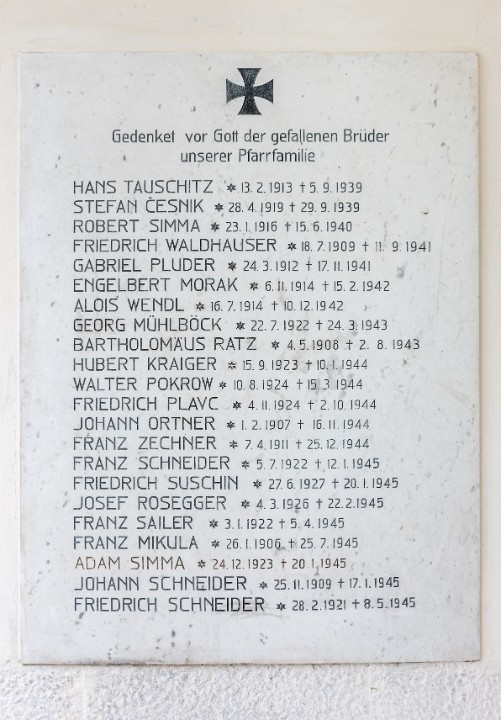 Gedenket vor Gott der gefallenen Brüder
unserer Pfarrfamilie
HANS TAUSCHITZ ✶ 13.2.1913 † 5.9.1939
STEFAN ČESNIK ✶ 28.4.1919 † 29.9.1939
ROBERT SIMMA ✶ 23.1.1916 † 15.6.1940
FRIEDRICH WALDHAUSER ✶ 18.7.1909 † 11.9.1941
GABRIEL PLUDER ✶ 24.3.1912 † 17.11.1941
ENGELBERT MORAK ✶ 6.11.1914 † 15.2.1942
ALOIS WENDL ✶ 16.7.1914 † 10.12.1942
GEORG MÜHLBÖCK ✶ 22.7.1922 † 24.3.1943
BARTHOLOMÄUS RATZ ✶ 4.5.1908 † 2.8.1943
HUBERT KRAIGER ✶ 15.9.1923 † 10.1.1944
WALTER POKROW ✶ 10.8.1924 † 15.3.1944
FRIEDRICH PLAVC ✶ 4.11.1924 † 2.10.1944
JOHANN ORTNER ✶ 1.2.1907 † 16.11.1944
FRANZ ZECHNER ✶ 7.4.1911 † 25.12.1944
FRANZ SCHNEIDER ✶ 5.7.1922 † 12.1.1945
FRIEDRICH SUSCHIN ✶ 27.6.1927 † 20.1.1945
JOSEF ROSEGGER ✶ 4.3.1926 † 22.2.1945
FRANZ SAILER ✶ 3.1.1922 † 5.4.1945
FRANZ MIKULA ✶ 26.1.1906 † 25.7.1945
ADAM SIMMA ✶ 24.12.1923 † 20.1.1945
JOHANN SCHNEIDER ✶ 25.11.1909 † 17.1.1945
FRIEDRICH SCHNEIDER ✶ 28.2.1921 † 8.5.1945